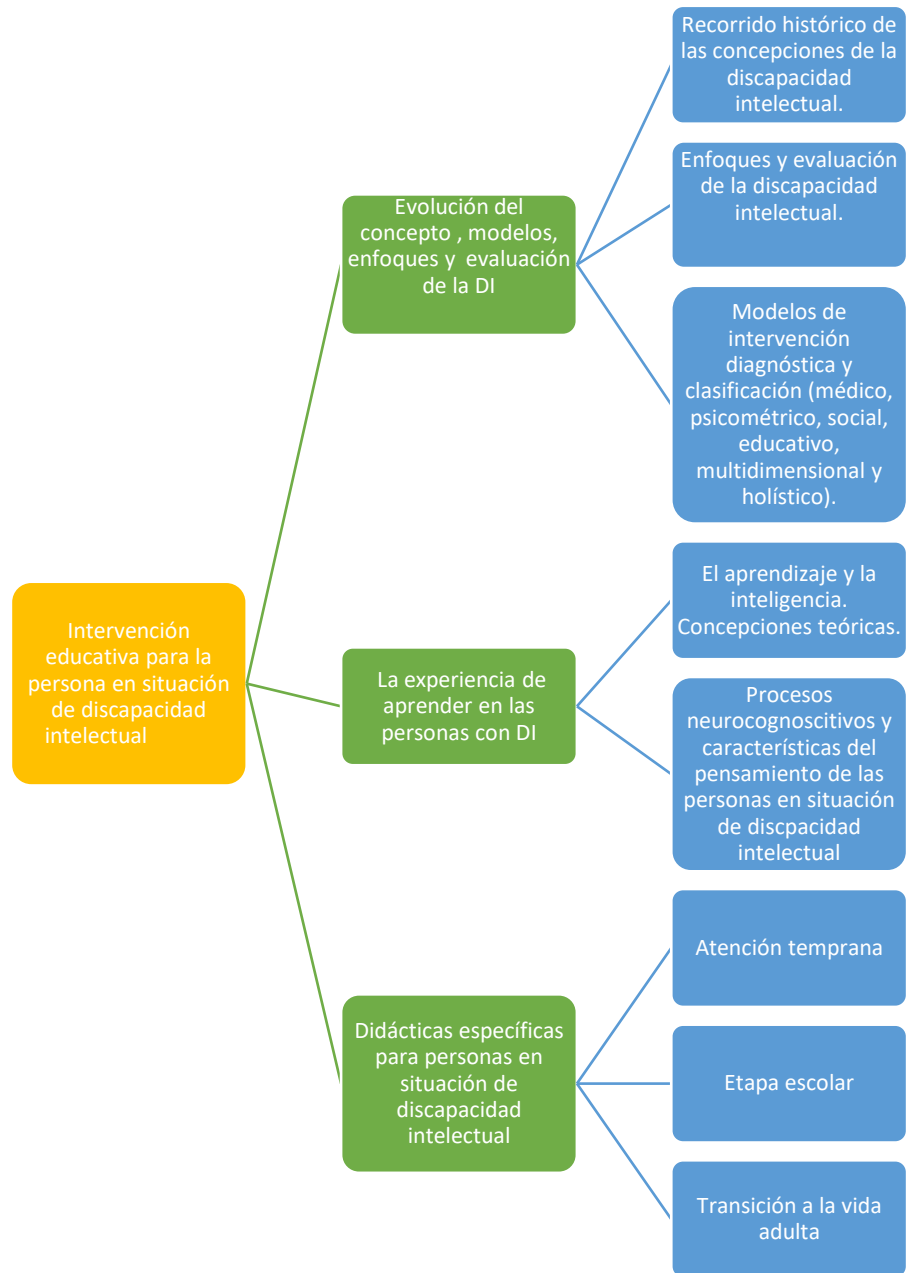 Recorrido histórico de
las concepciones de la
discapacidad
intelectual.
Enfoques y evaluación
de la discapacidad
intelectual.
Evolución del
concepto , modelos,
enfoques y evaluación
de la DI
Modelos de
intervención
diagnóstica y
clasificación (médico,
psicométrico, social,
educativo,
multidimensional y
holístico).
El aprendizaje y la
inteligencia.
Concepciones teóricas.
Intervención
educativa para la
persona en situación
de discapacidad
intelectual
La experiencia de
aprender en las
personas con DI
Procesos
neurocognoscitivos y
características del
pensamiento de las
personas en situación
de discpacidad
intelectual
Atención temprana
Didácticas específicas
para personas en
situación de
discapacidad
intelectual
Etapa escolar
Transición a la vida
adulta